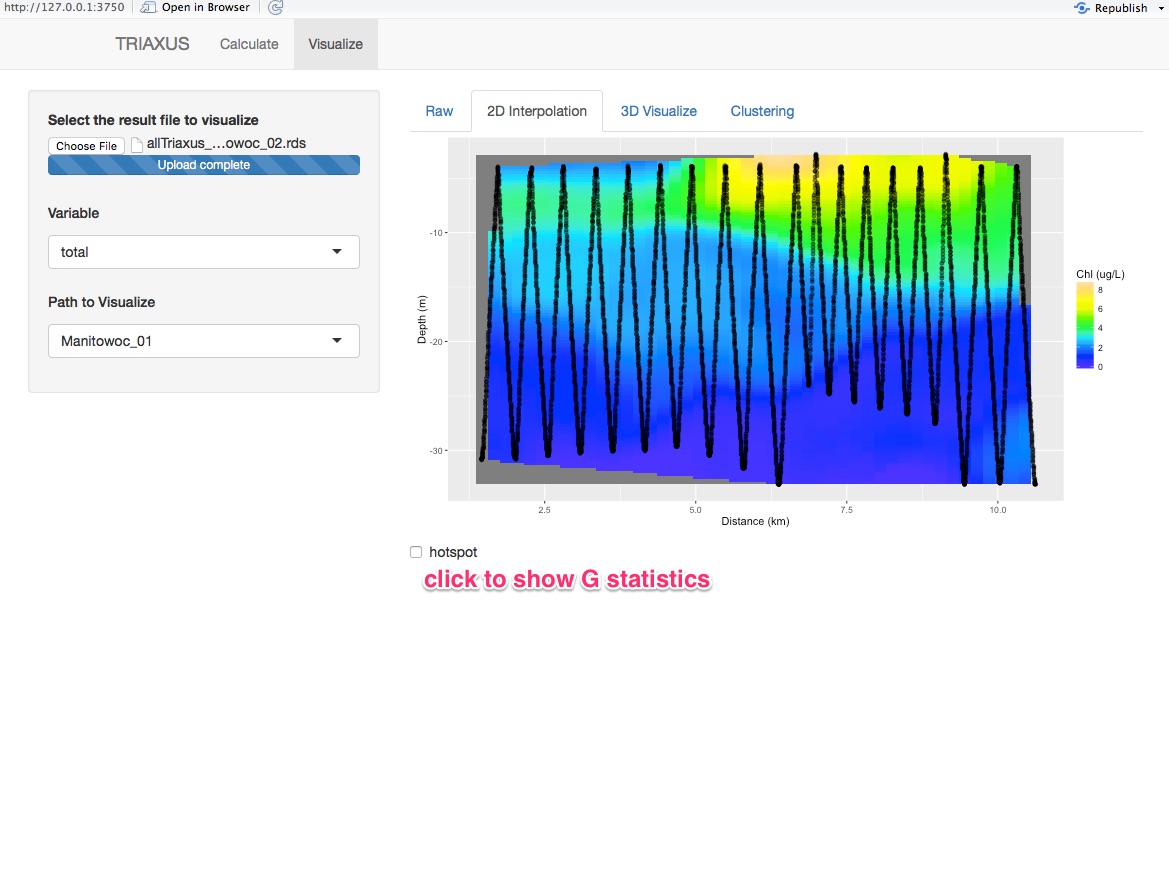 http://127.0.0.1:3750 Open in Browser Republish
TRIAXUS Calculate Visualize
Select the result file to visualize
Choose File allTriaxus_...owoc_02.rds
Upload complete
Variable
total
Path to Visualize
Manitowoc_01
Raw 2D Interpolation 3D Visualize Clustering
-10
-20
-30
Depth (m)
2.5 5.0 7.5 10.0
Distance (km)
Chl (ug/L)
8
6
4
2
0
hotspot
click to show G statistics